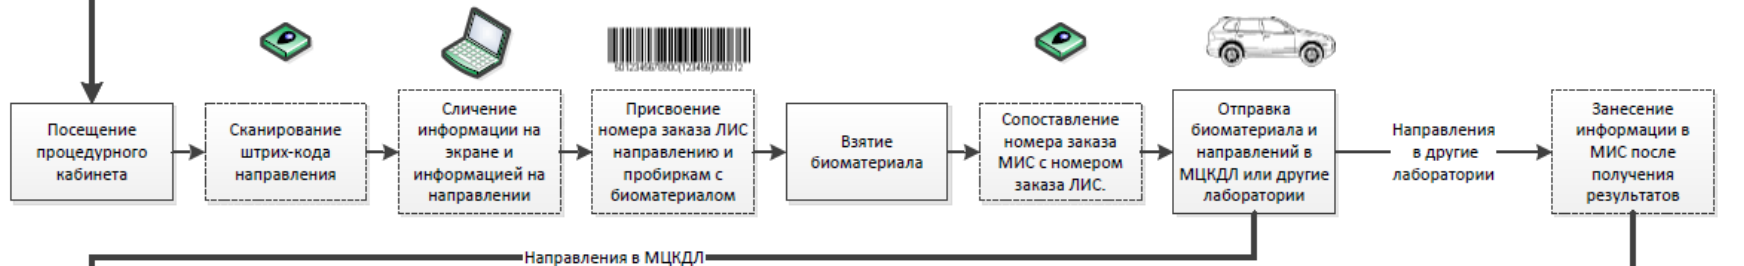 Посещение
процедурного
кабинета
Сканирование
штрих-кода
направления
Сличение
информации на
экране и
информацией на
направлении
Присвоение
номера заказа ЛИС
направлению и
пробиркам с
биоматериалом
Взятие
биоматериала
Сопоставление
номера заказа
МИС с номером
заказа ЛИС.
Отправка
биоматериала и
направлений в
МЦКДЛ или другие
лаборатории
Направления
в другие
лаборатории
Занесение
информации в
МИС после
получения
результатов
Направления в МЦКДЛ